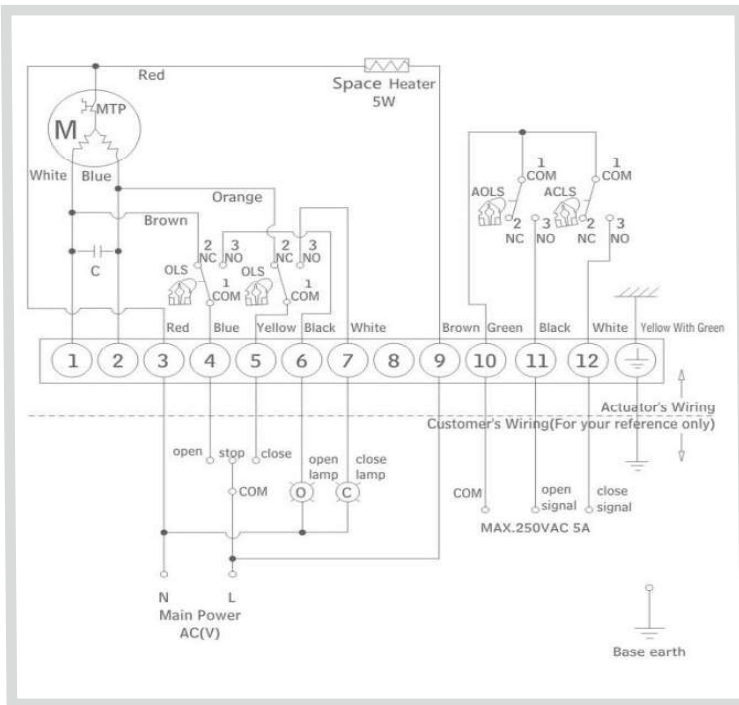 Red
Space Heater
5W
MTP
M
White Blue
Orange
Brown
C
2 3
NC NO
OLS
1
COM
2 3
NC NO
OLS
1
COM
1
COM
AOLS
2 3
NC NO
1
COM
ACLS
2 3
NC NO
Red Blue Yellow Black White Brown Green Black White Yellow With Green
1 2 3 4 5 6 7 8 9 10 11 12
Actuator's Wiring
Customer's Wiring(For your reference only)
open stop close
COM
open lamp
close lamp
O C
COM
open signal
close signal
MAX.250VAC 5A
N L
Main Power
AC(V)
Base earth